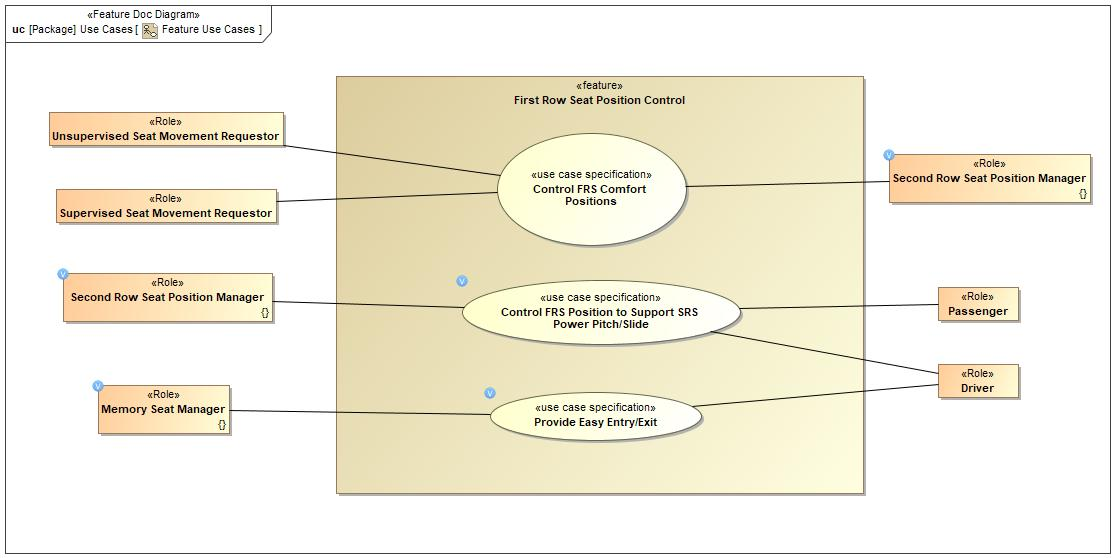 «Feature Doc Diagram»
uc [Package] Use Cases [ Feature Use Cases ]
«feature»
First Row Seat Position Control
«Role»
Unsupervised Seat Movement Requestor
«Role»
Supervised Seat Movement Requestor
«Role»
Second Row Seat Position Manager
{}
«Role»
Memory Seat Manager
{}
«use case specification»
Control FRS Comfort
Positions
«use case specification»
Control FRS Position to Support SRS
Power Pitch/Slide
«use case specification»
Provide Easy Entry/Exit
«Role»
Second Row Seat Position Manager
{}
«Role»
Passenger
«Role»
Driver